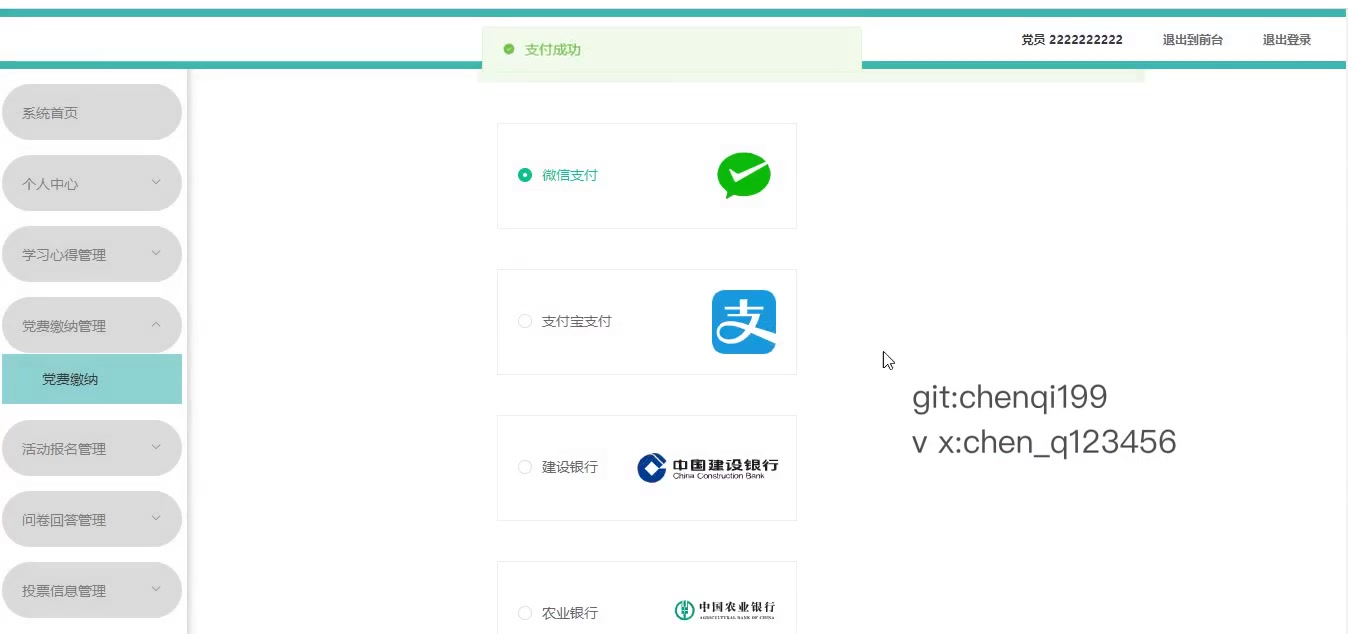 支付成功
党员 2222222222
退出到前台
退出登录
系统首页
个人中心
学习心得管理
党费缴纳管理
党费缴纳
活动报名管理
问卷回答管理
投票信息管理
微信支付
支付宝支付
支
建设银行
中国建设银行
China Construction Bank
农业银行
中国农业银行
AGRICULTURAL BANK OF CHINA
git:chenqi199
v x:chen_q123456